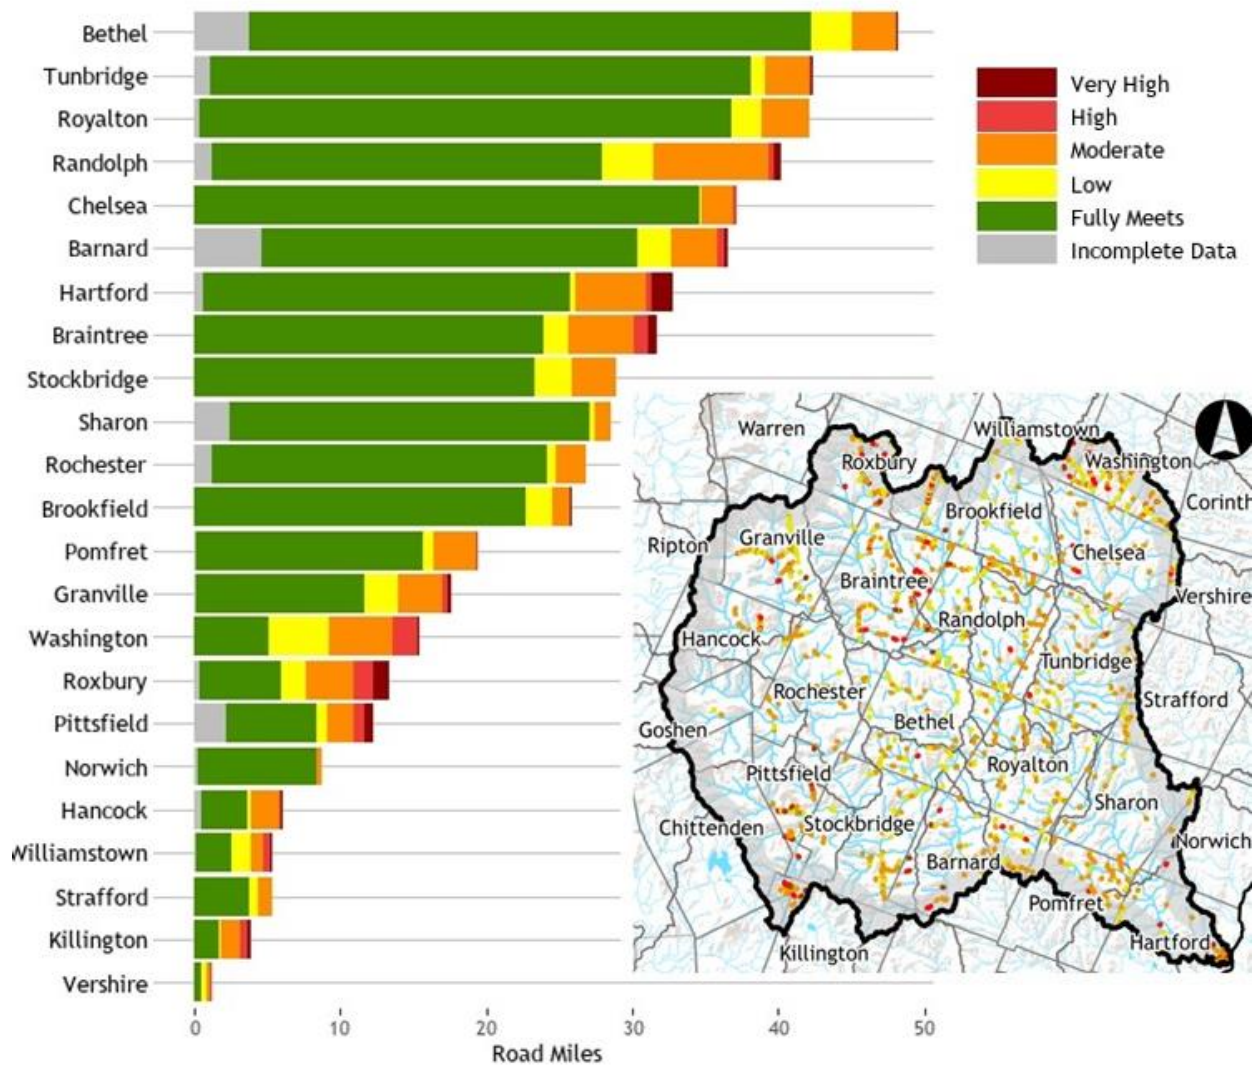 Bethel
Tunbridge
Royalton
Randolph
Chelsea
Barnard
Hartford
Braintree
Stockbridge
Sharon
Rochester
Brookfield
Pomfret
Granville
Washington
Roxbury
Pittsfield
Norwich
Hancock
Williamstown
Strafford
Killington
Vershire
0 10 20 30 40 50
Road Miles
Very High
High
Moderate
Low
Fully Meets
Incomplete Data
Warren
Williamstown
Roxbury
Washington
Corinth
Brookfield
Granville
Ripton
Chelsea
Braintree
Vershire
Randolph
Hancock
Tunbridge
Rochester
Strafford
Bethel
Goshen
Royalton
Pittsfield
Sharon
Chittenden
Stockbridge
Norwich
Barnard
Pomfret
Hartford
Killington